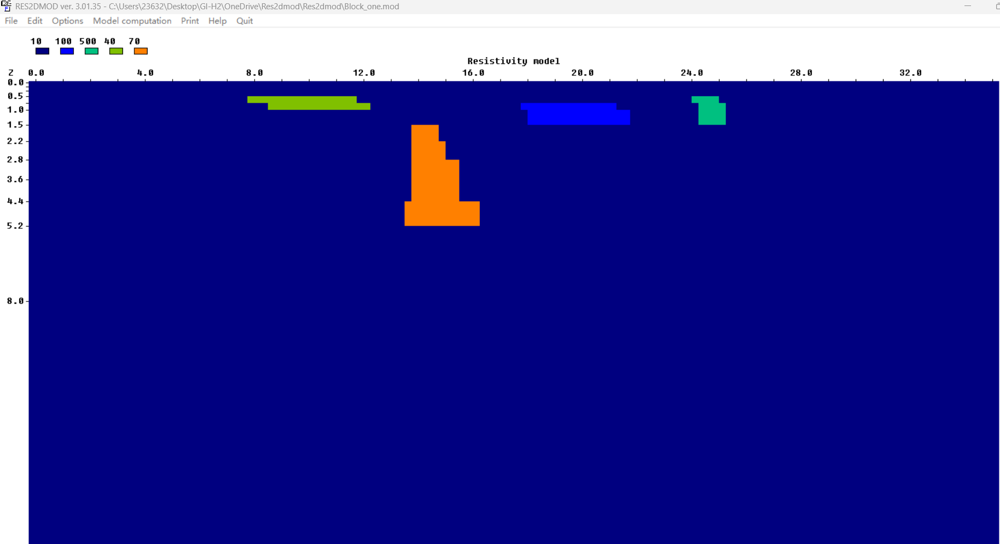 RES2DMOD ver. 3.01.35 - C:\Users\23632\Desktop\GI-H2\OneDrive\Res2dmod\Res2dmod\Block_one.mod
File Edit Options Model computation Print Help Quit
10 100 500 40 70
Resistivity model
Z 0.0 4.0 8.0 12.0 16.0 20.0 24.0 28.0 32.0
0.0
0.5
1.0
1.5
2.2
2.8
3.6
4.4
5.2
8.0